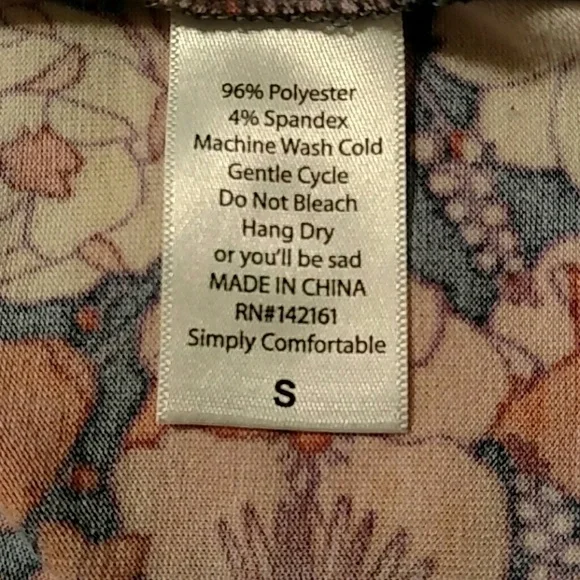 96% Polyester
4% Spandex
Machine Wash Cold
Gentle Cycle
Do Not Bleach
Hang Dry
or you'll be sad
MADE IN CHINA
RN#142161
Simply Comfortable
S